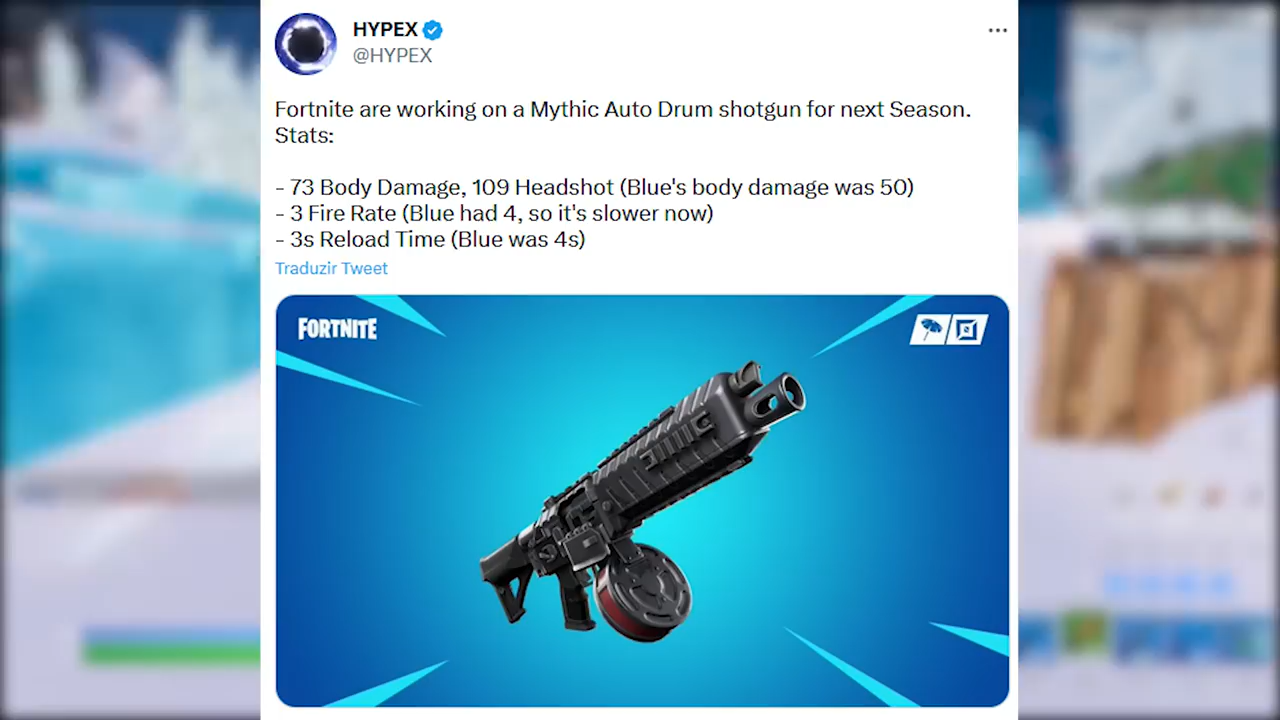 HYPEX
@HYPEX
Fortnite are working on a Mythic Auto Drum shotgun for next Season.
Stats:
- 73 Body Damage, 109 Headshot (Blue's body damage was 50)
- 3 Fire Rate (Blue had 4, so it's slower now)
- 3s Reload Time (Blue was 4s)
Traduzir Tweet
FORTNITE